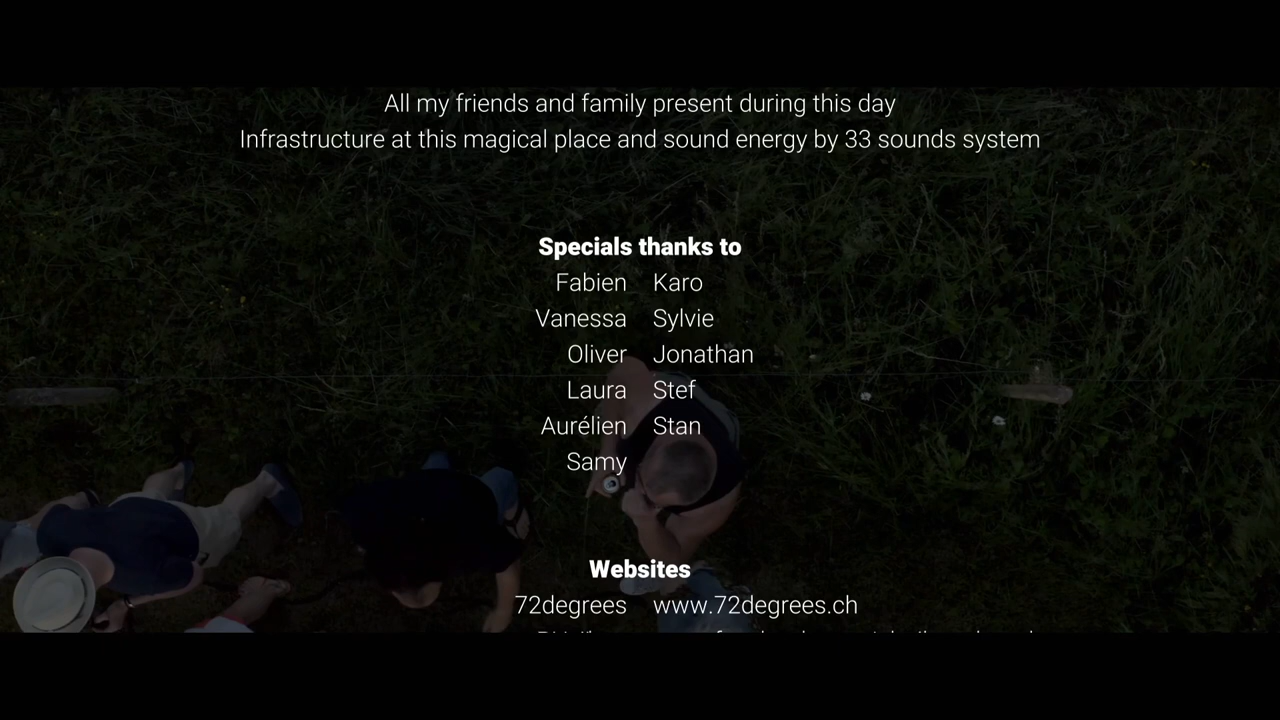 All my friends and family present during this day
Infrastructure at this magical place and sound energy by 33 sounds system
Specials thanks to
Fabien Karo
Vanessa Sylvie
Oliver Jonathan
Laura Stef
Aurélien Stan
Samy
Websites
72degrees www.72degrees.ch